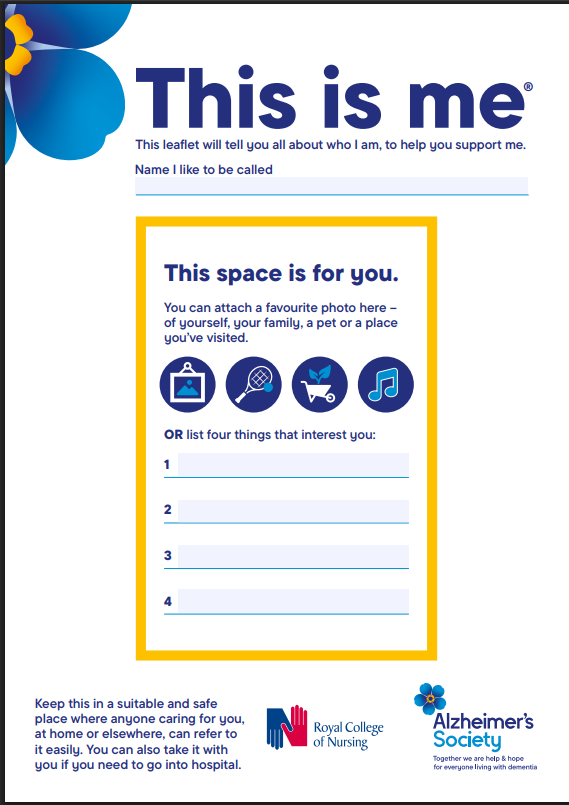 This is me®
This leaflet will tell you all about who I am, to help you support me.
Name I like to be called
This space is for you.
You can attach a favourite photo here –
of yourself, your family, a pet or a place
you've visited.
OR list four things that interest you:
1
2
3
4
Keep this in a suitable and safe
place where anyone caring for you,
at home or elsewhere, can refer to
it easily. You can also take it with
you if you need to go into hospital.
Royal College
of Nursing
Alzheimer's
Society
Together we are help & hope
for everyone living with dementia